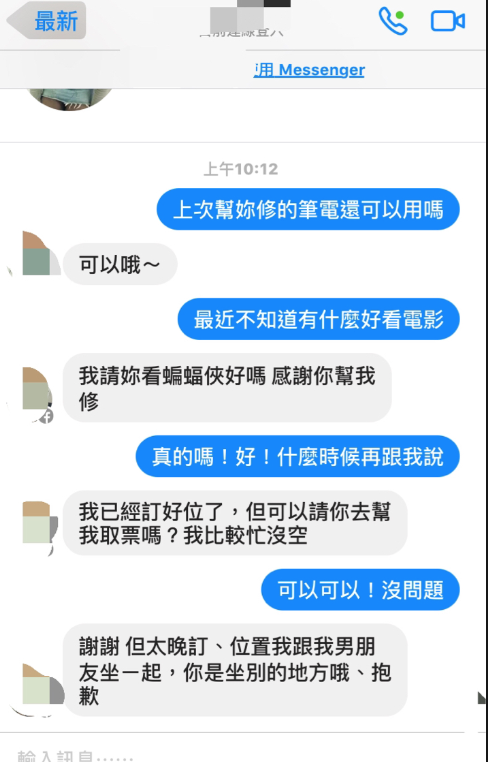 最新
用 Messenger
上午10:12
上次幫妳修的筆電還可以用嗎
可以哦～
最近不知道有什麼好看電影
我請妳看蝙蝠俠好嗎 感謝你幫我
修
真的嗎！好！什麼時候再跟我說
我已經訂好位了，但可以請你去幫
我取票嗎？我比較忙沒空
可以可以！沒問題
謝謝 但太晚訂、位置我跟我男朋
友坐一起，你是坐別的地方哦、抱
歉
輸入訊息⋯⋯